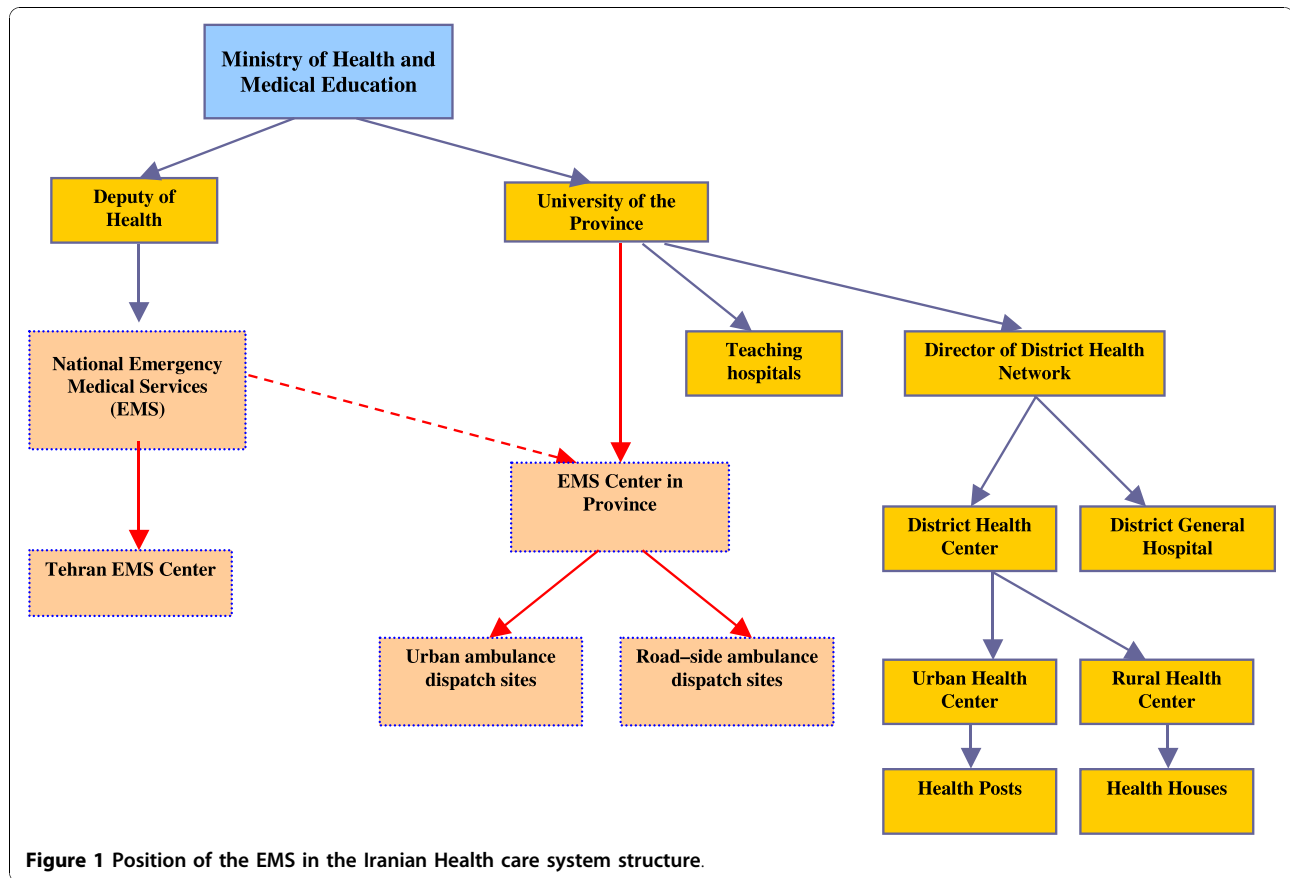 Ministry of Health and
Medical Education
Deputy of
Health
University of the
Province
National Emergency
Medical Services
(EMS)
Teaching
hospitals
Director of District Health
Network
EMS Center in
Province
District Health
Center
District General
Hospital
Tehran EMS Center
Urban ambulance
dispatch sites
Road–side ambulance
dispatch sites
Urban Health
Center
Rural Health
Center
Health Posts
Health Houses
Figure 1 Position of the EMS in the Iranian Health care system structure.